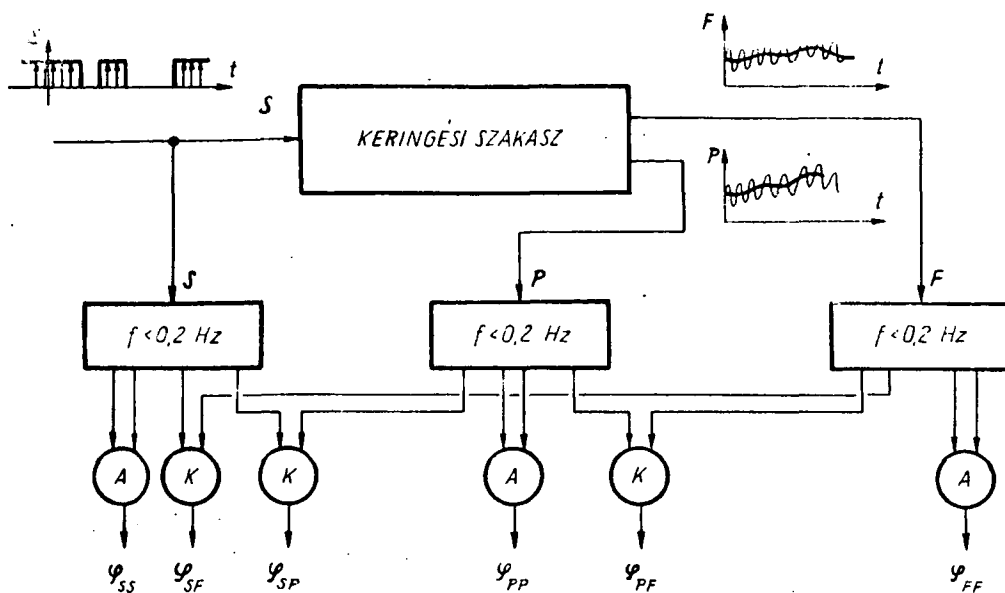 S
t
F
t
S
KERINGÉSI SZAKASZ
P
t
S
P
F
f<0,2 Hz
f<0,2 Hz
f<0,2 Hz
A
K
K
A
K
A
φSS
φSF
φSP
φPP
φPF
φFF